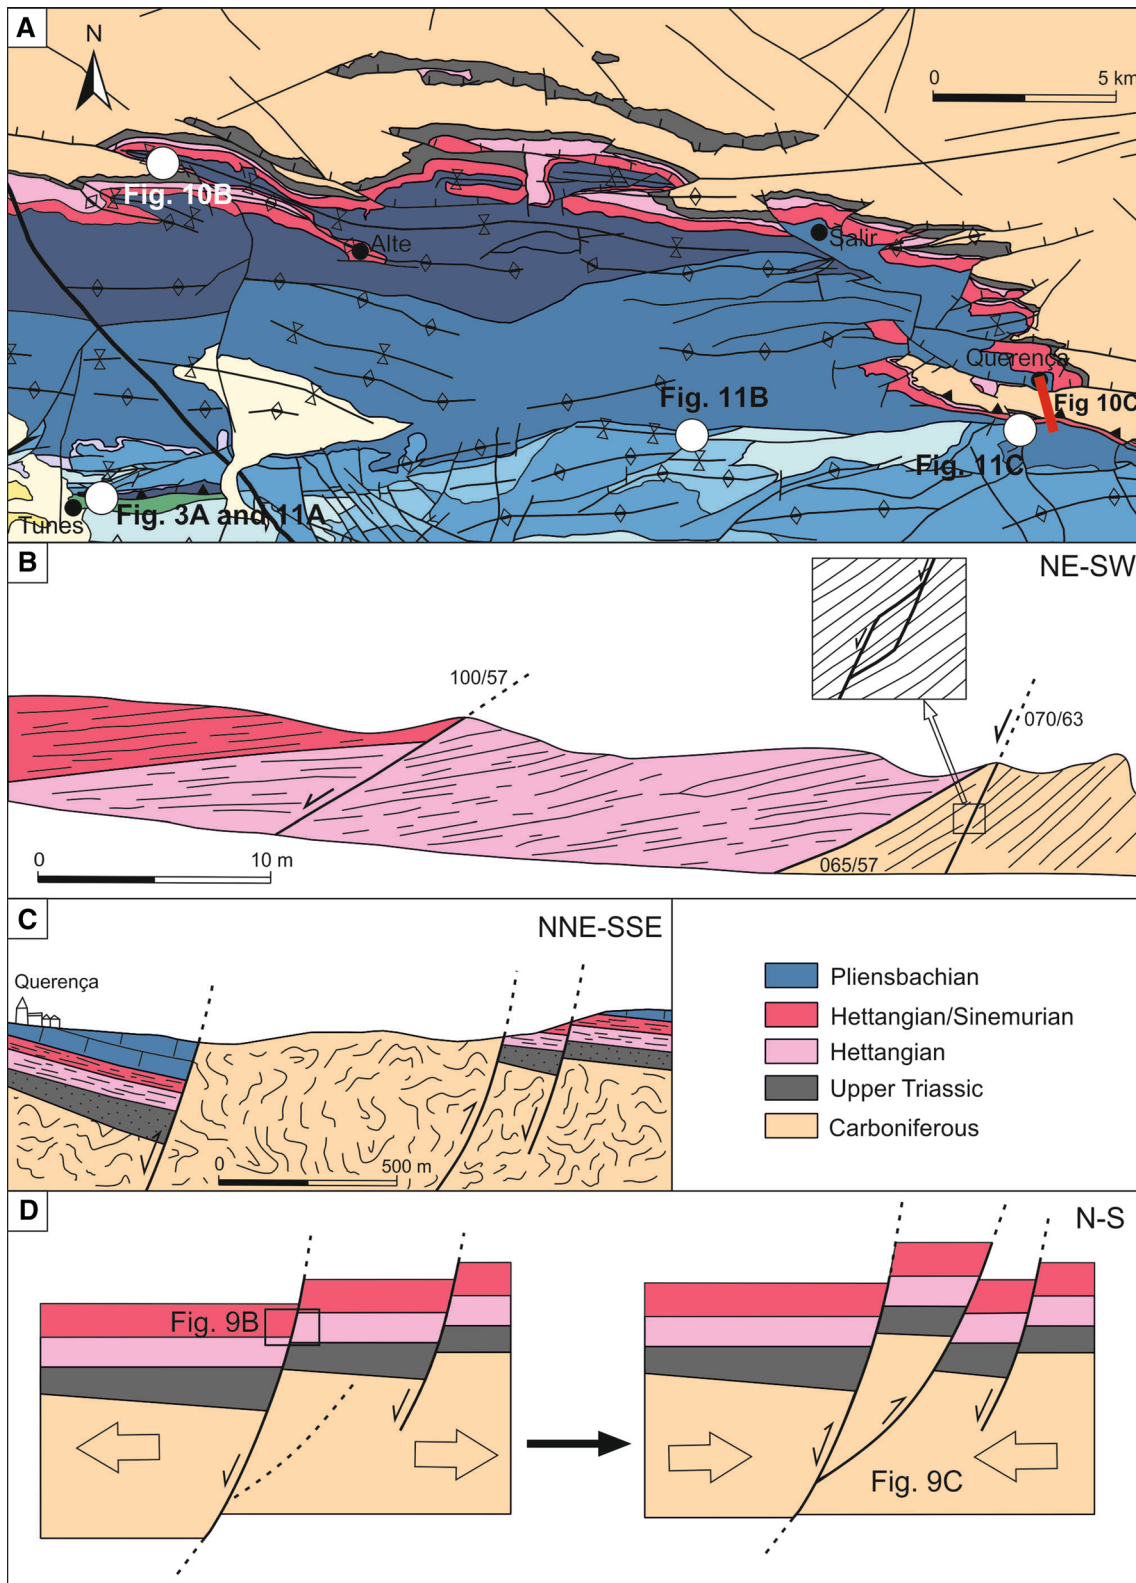 A
N
0 5 km
Fig. 10B
Alte
Salir
Querença
Fig 10C
Fig. 11B
Fig. 11C
Fig. 3A and 11A
Tunes
B
NE-SW
100/57
070/63
065/57
0 10 m
C
NNE-SSE
Querença
0 500 m
Pliensbachian
Hettangian/Sinemurian
Hettangian
Upper Triassic
Carboniferous
D
N-S
Fig. 9B
Fig. 9C